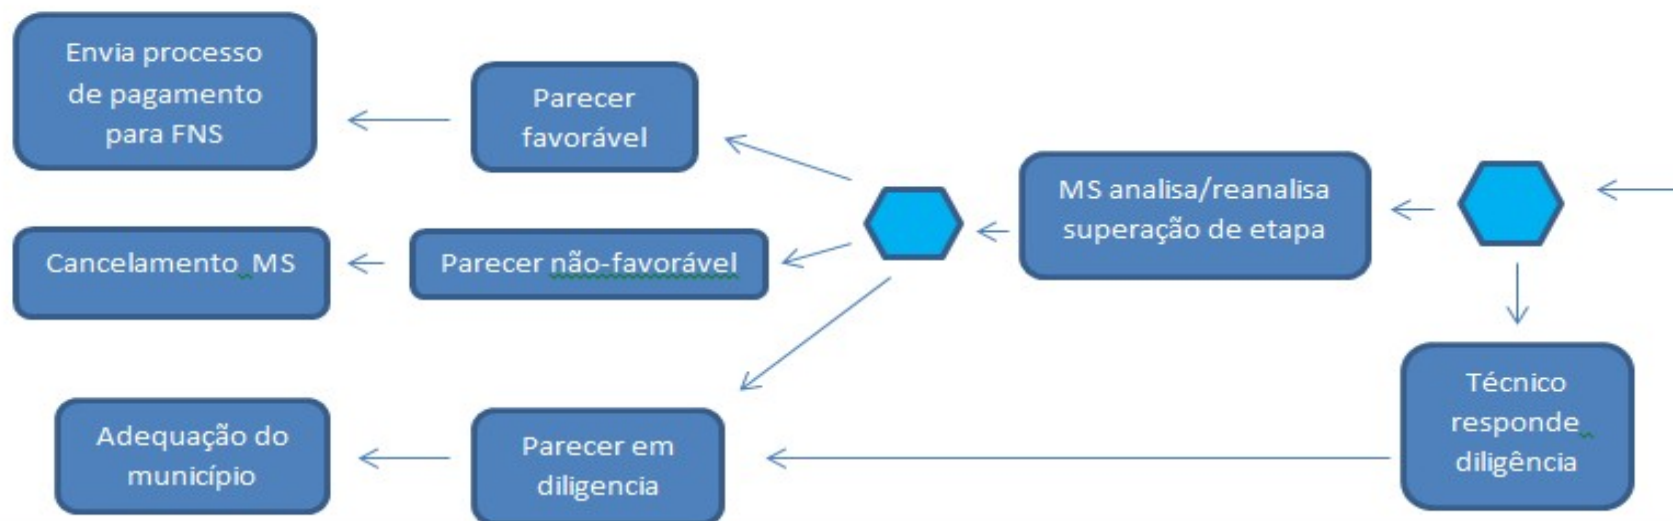 Envia processo
de pagamento
para FNS
Parecer
favorável
MS analisa/reanalisa
superação de etapa
Cancelamento MS
Parecer não-favorável
Técnico
responde
diligência
Adequação do
município
Parecer em
diligencia